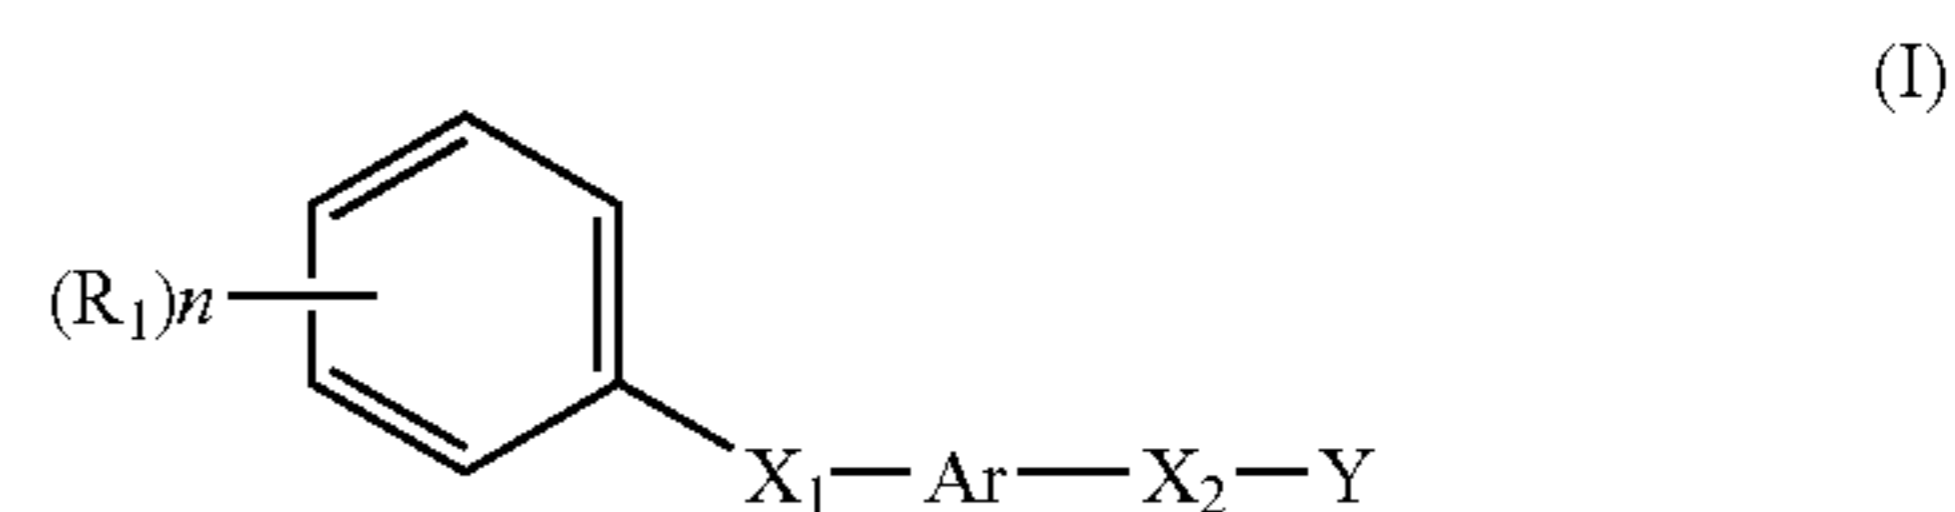 (I)
(R₁)n
X₁—Ar—X₂—Y